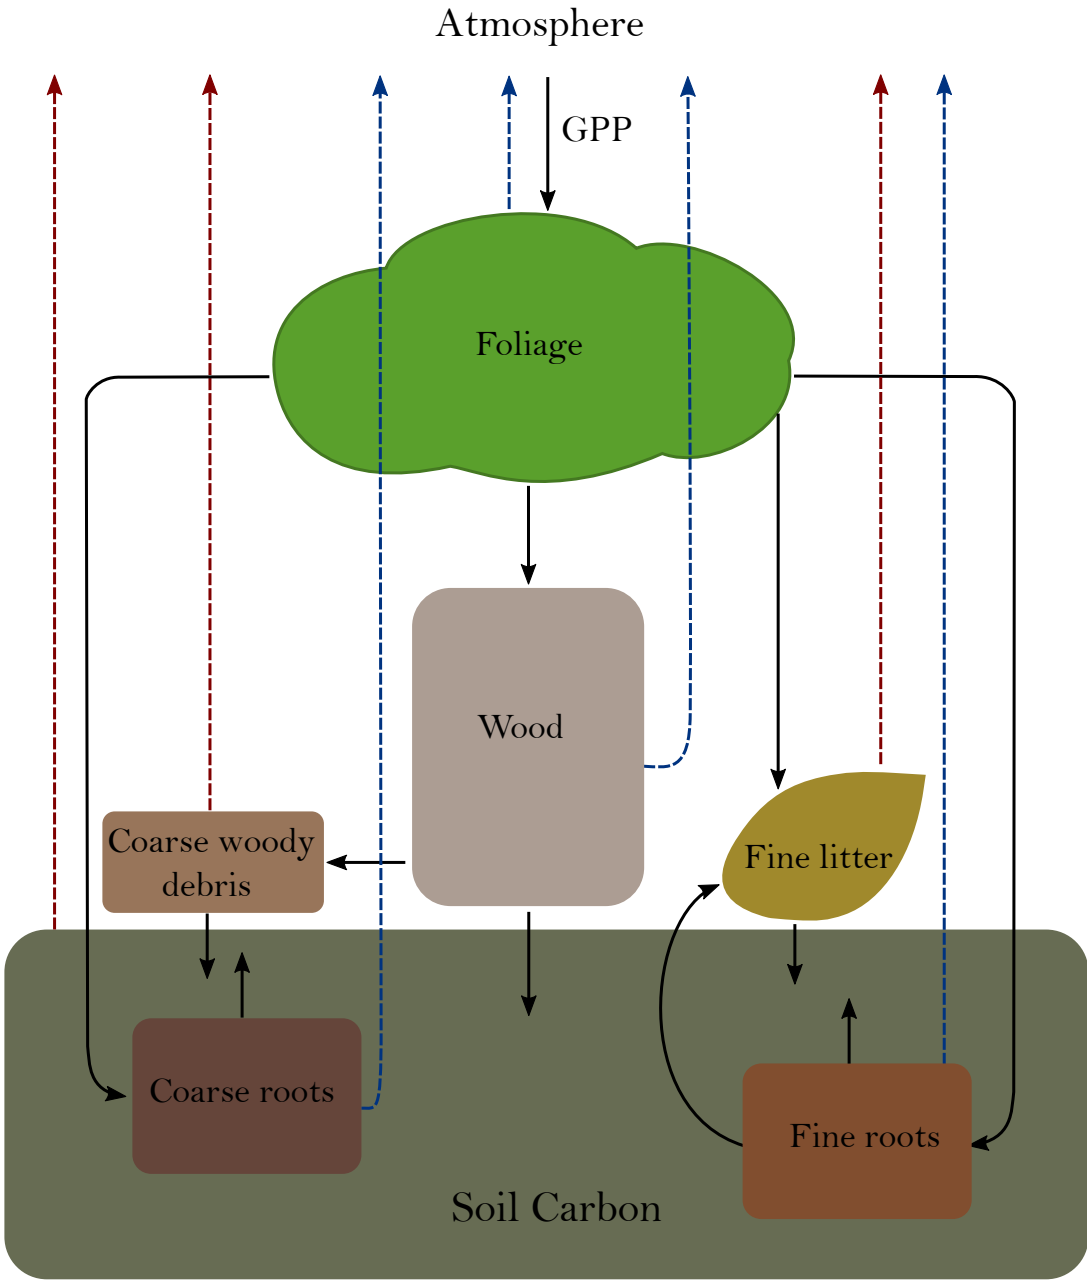 Atmosphere
GPP
Foliage
Wood
Coarse woody
debris
Fine litter
Coarse roots
Fine roots
Soil Carbon